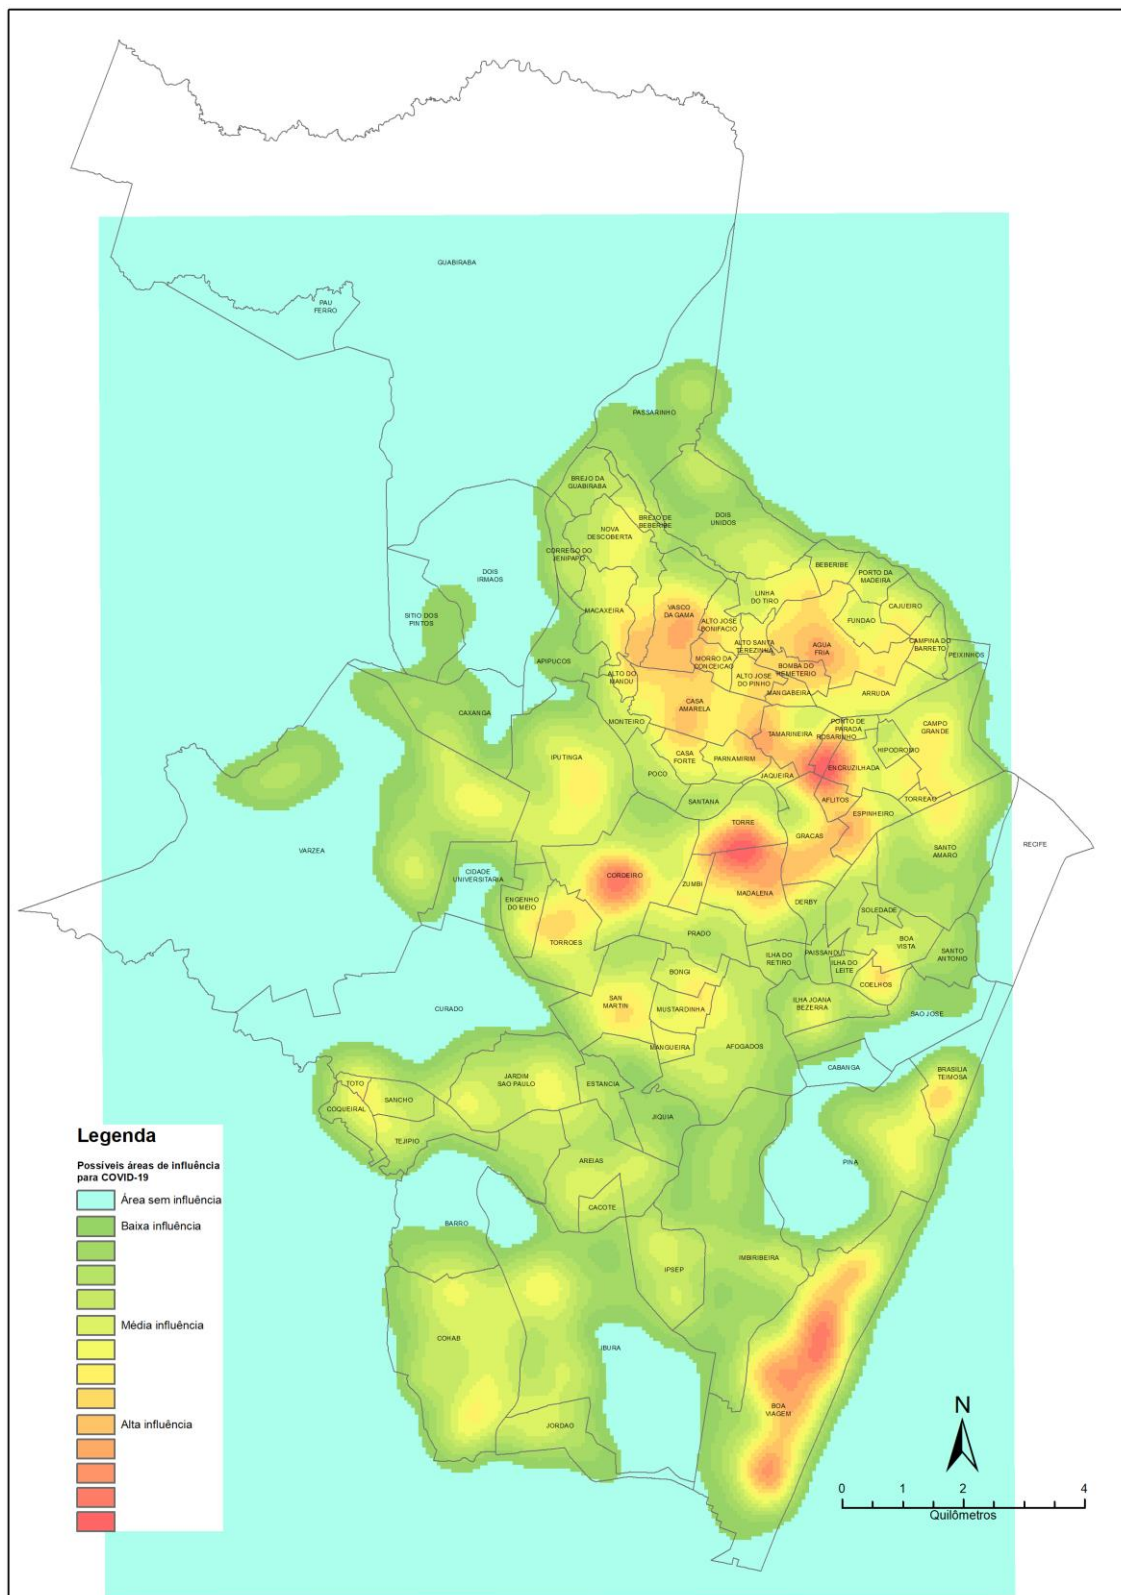 GUABIRABA
PAU
FERRO
PASSARINHO
BREJO DA
GUABIRABA
BREJO DE
BEBERIBE
DOIS
UNIDOS
NOVA
DESCOBERTA
CORREGO DO
JENIPAPO
DOIS
IRMAOS
BEBERIBE
PORTO DA
MADEIRA
LINHA
DO TIRO
CAJUEIRO
SITIO DOS
PINTOS
MACAXEIRA
VASCO
DA GAMA
ALTO JOSE
BONIFACIO
FUNDAO
ALTO SANTA
TEREZINHA
AGUA
FRIA
CAMPINA DO
BARRETO
PEIXINHOS
APIPUCOS
MORRO DA
CONCEICAO
BOMBA DO
HEMETERIO
ALTO DO
MANDU
ALTO JOSE
DO PINHO
MANGABEIRA
ARRUDA
CASA
AMARELA
CAXANGA
MONTEIRO
TAMARINEIRA
PONTO DE
PARADA
ROSARINHO
CAMPO
GRANDE
HIPODROMO
IPUTINGA
CASA
FORTE
PARNAMIRIM
ENCRUZILHADA
POCO
JAQUEIRA
SANTANA
AFLITOS
TORREAO
ESPINHEIRO
TORRE
GRACAS
SANTO
AMARO
RECIFE
VARZEA
CIDADE
UNIVERSITARIA
CORDEIRO
ZUMBI
MADALENA
ENGENHO
DO MEIO
DERBY
SOLEDADE
TORROES
PRADO
BOA
VISTA
ILHA DO
RETIRO
PAISSANDU
ILHA DO
LEITE
SANTO
ANTONIO
BONGI
COELHOS
SAN
MARTIN
MUSTARDINHA
ILHA JOANA
BEZERRA
CURADO
SAO JOSE
MANGUEIRA
AFOGADOS
CABANGA
BRASILIA
TEIMOSA
TOTO
SANCHO
JARDIM
SAO PAULO
ESTANCIA
COQUEIRAL
JIQUIA
TEJIPIO
AREIAS
PINA
CACOTE
BARRO
IPSEP
IMBIRIBEIRA
COHAB
IBURA
BOA
VIAGEM
JORDAO
Legenda
Possíveis áreas de influência
para COVID-19
Área sem influência
Baixa influência
Média influência
Alta influência
N
0 1 2 4
Quilômetros